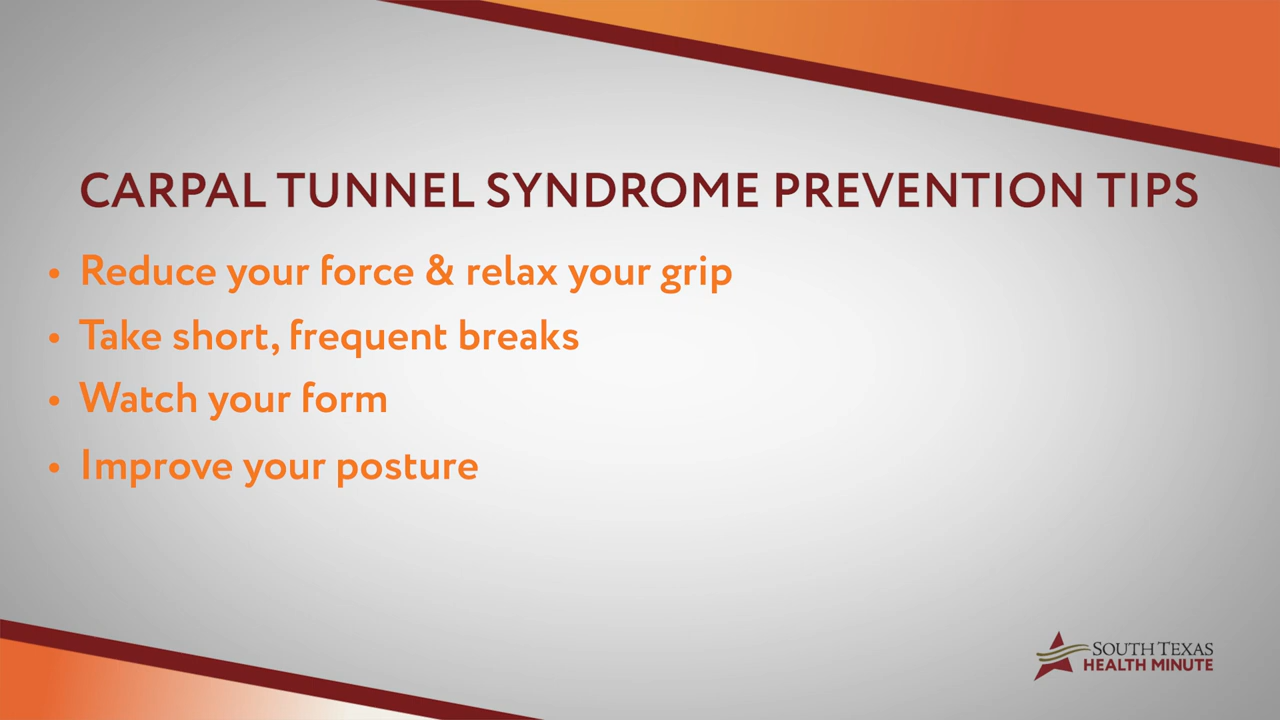 CARPAL TUNNEL SYNDROME PREVENTION TIPS
• Reduce your force & relax your grip
• Take short, frequent breaks
• Watch your form
• Improve your posture
SOUTH TEXAS
HEALTH MINUTE